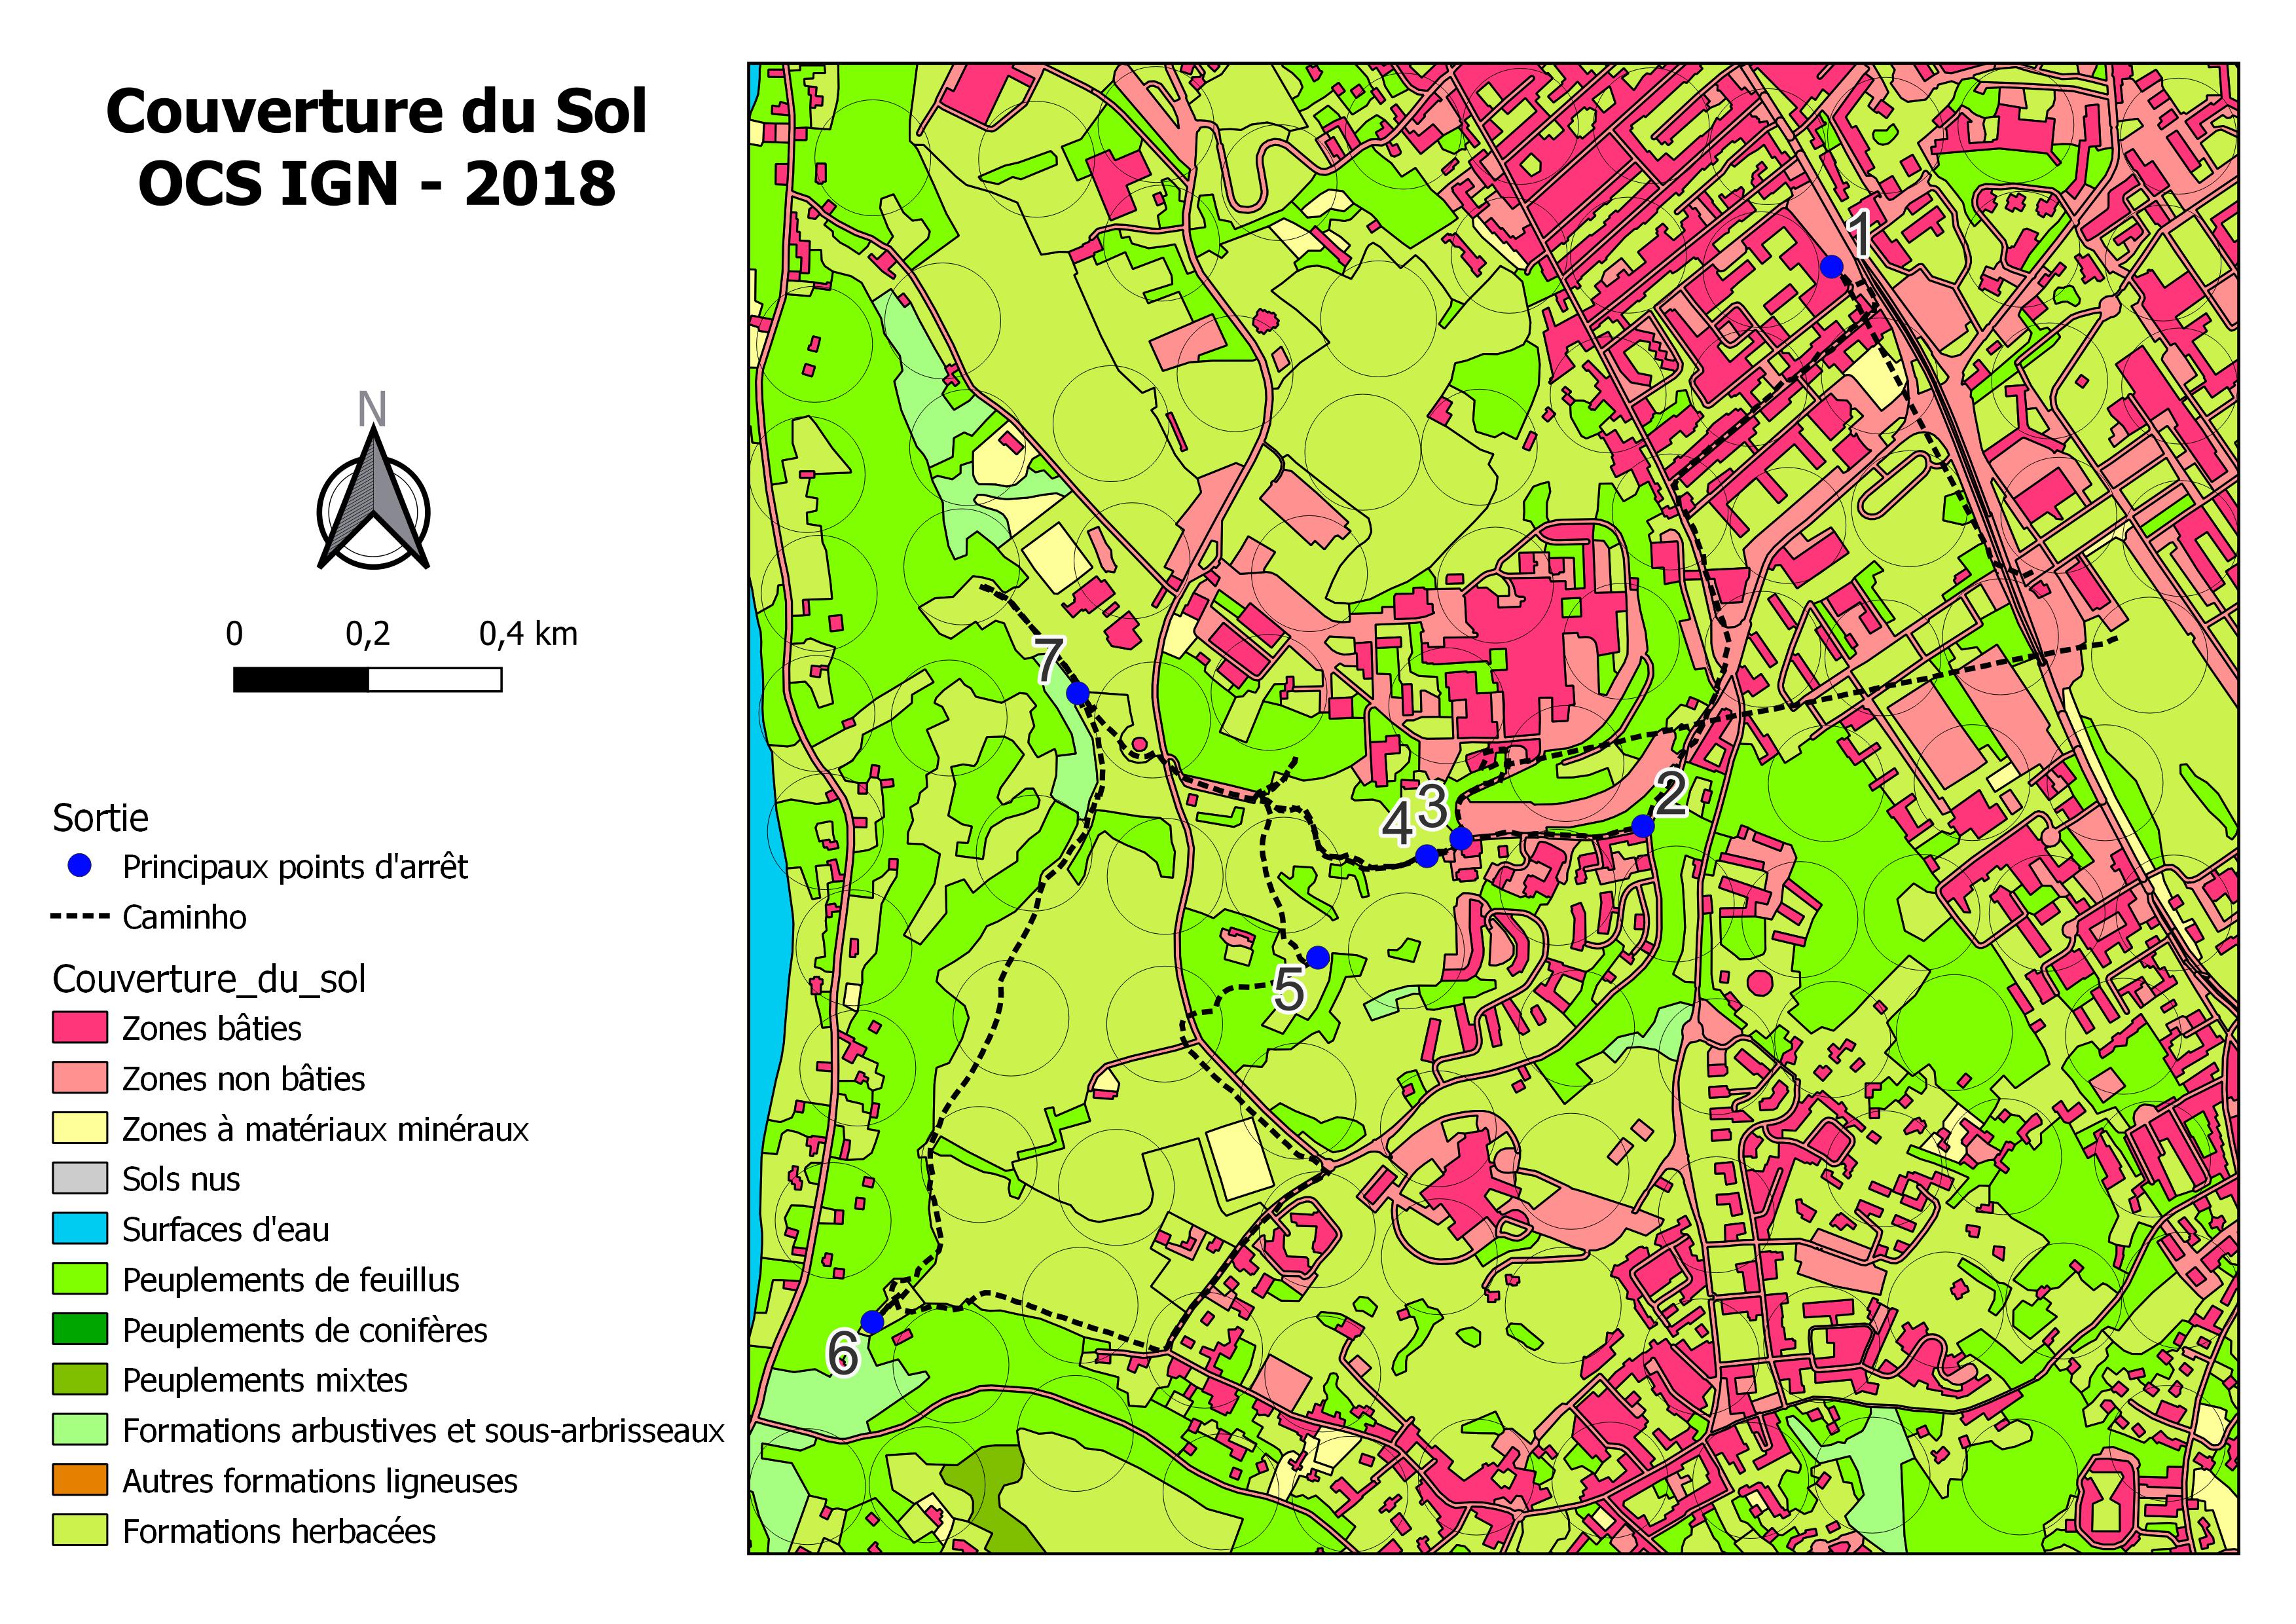 Couverture du Sol
OCS IGN - 2018
N
0 0,2 0,4 km
Sortie
Principaux points d'arrêt
Caminho
Couverture_du_sol
Zones bâties
Zones non bâties
Zones à matériaux minéraux
Sols nus
Surfaces d'eau
Peuplements de feuillus
Peuplements de conifères
Peuplements mixtes
Formations arbustives et sous-arbrisseaux
Autres formations ligneuses
Formations herbacées
1
7
2
3
4
5
6